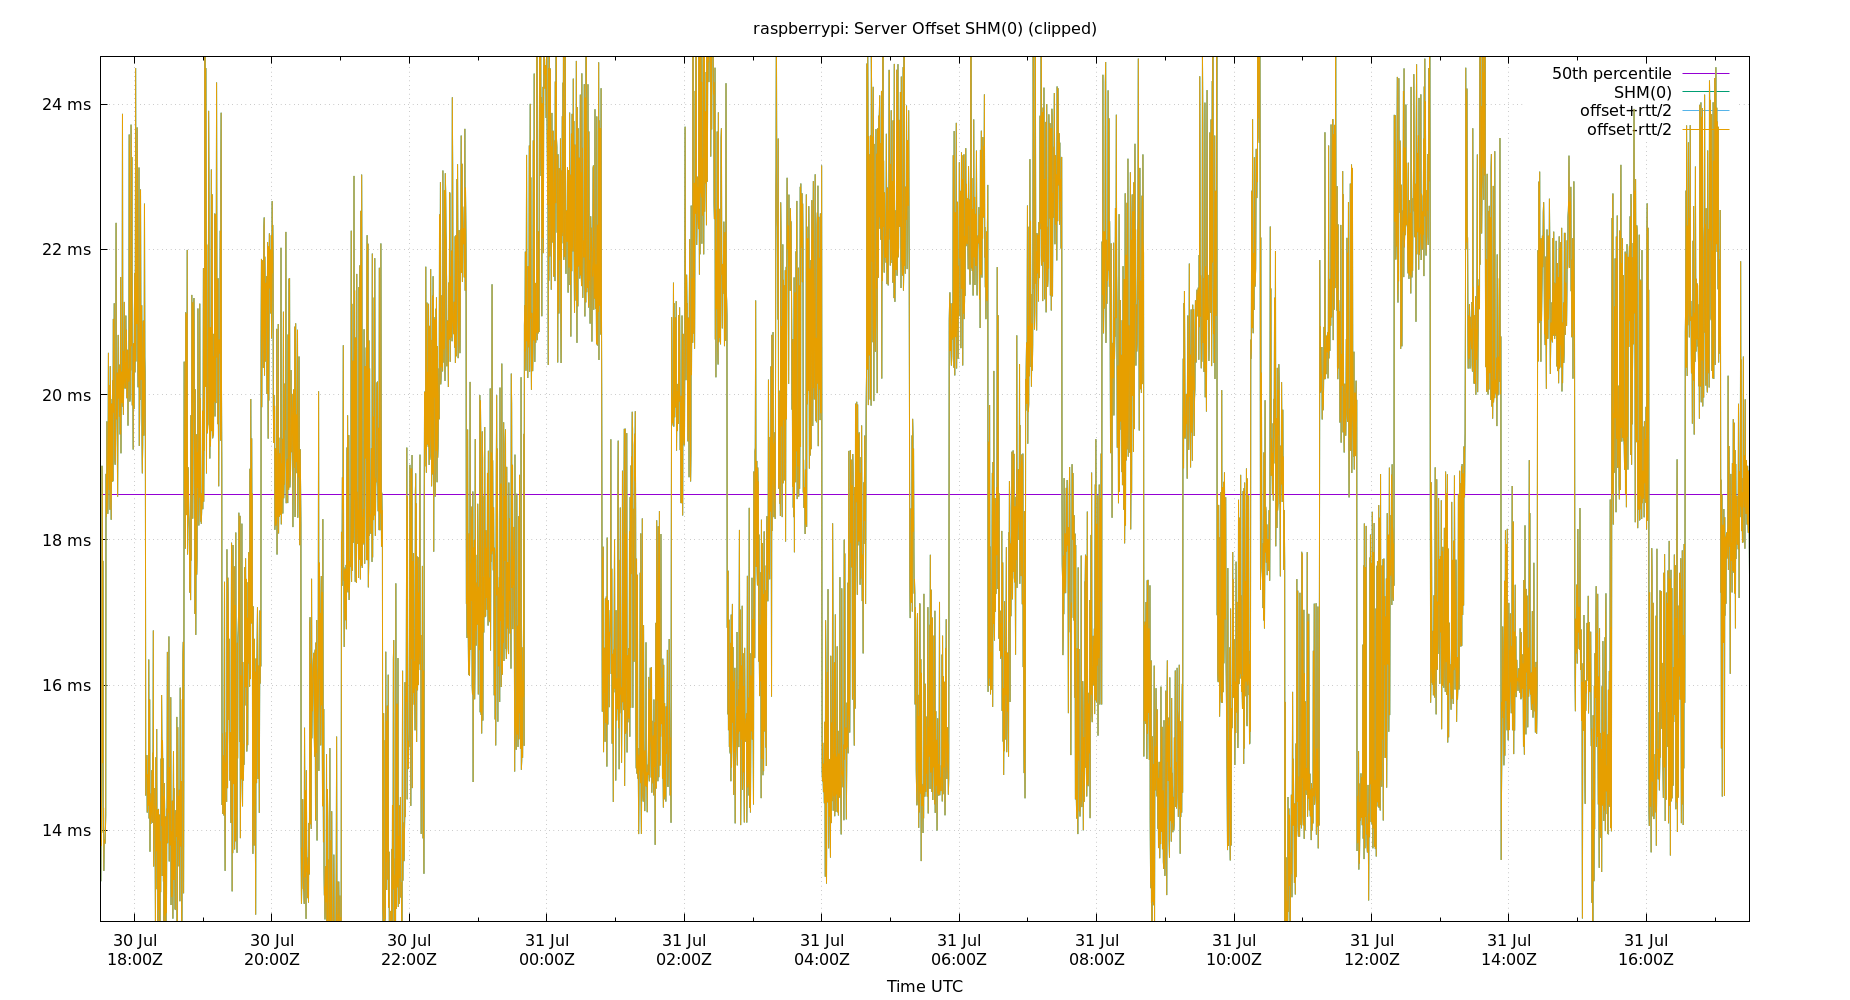 raspberrypi: Server Offset SHM(0) (clipped)
50th percentile
SHM(0)
offset+rtt/2
offset-rtt/2
24 ms
22 ms
20 ms
18 ms
16 ms
14 ms
30 Jul
18:00Z
30 Jul
20:00Z
30 Jul
22:00Z
31 Jul
00:00Z
31 Jul
02:00Z
31 Jul
04:00Z
31 Jul
06:00Z
31 Jul
08:00Z
31 Jul
10:00Z
31 Jul
12:00Z
31 Jul
14:00Z
31 Jul
16:00Z
Time UTC